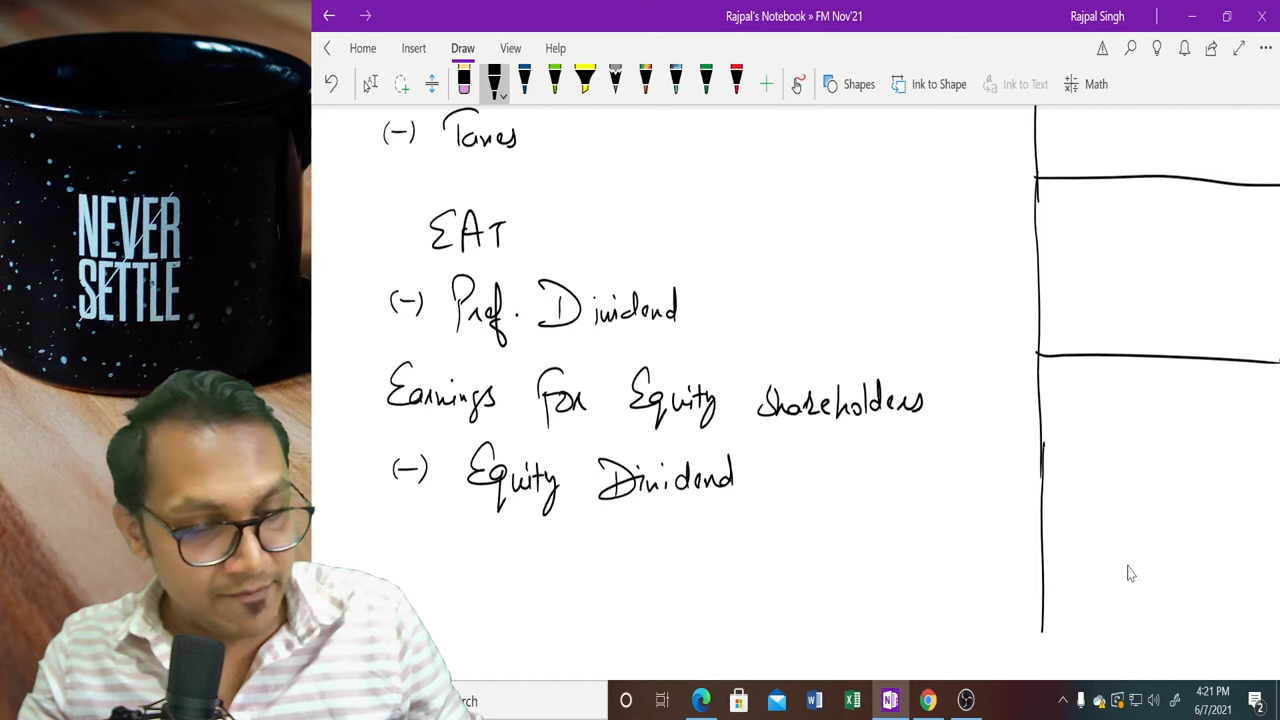 Rajpal's Notebook » FM Nov'21
Rajpal Singh
Home Insert Draw View Help
Shapes Ink to Shape Ink to Text Math
(-) Taxes
EAT
(-) Pref. Dividend
Earnings For Equity Shareholders
(-) Equity Dividend
NEVER
SETTLE
rch
4:21 PM
6/7/2021
2